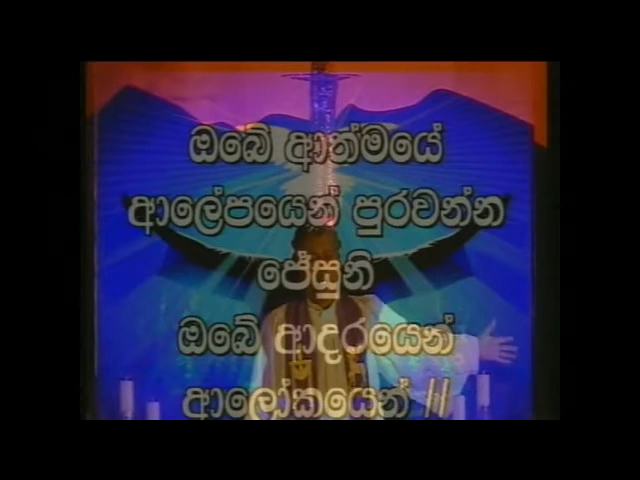 ඔබේ ආත්මයේ
ආලේපයෙන් පුරවන්න
ජේසුනි
ඔබේ ආදරයෙන්
ආලෝකයෙන් //